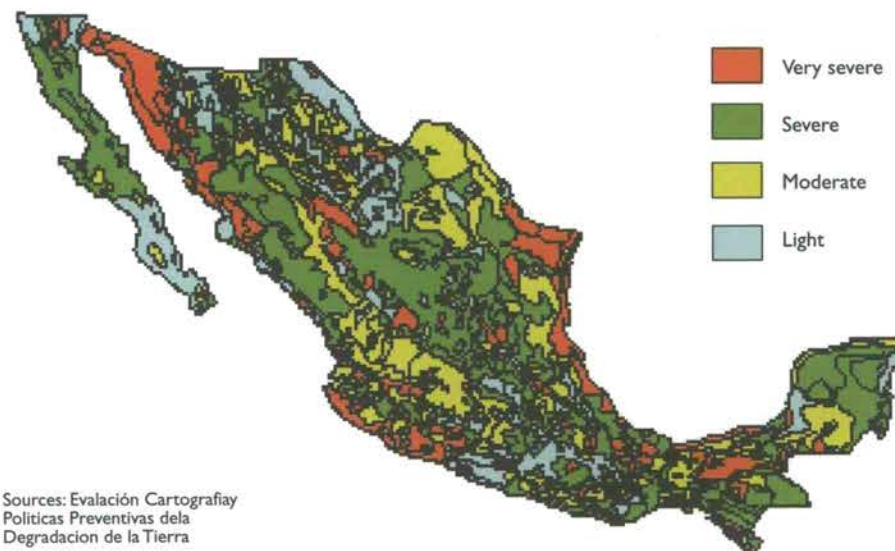 Very severe
Severe
Moderate
Light
Sources: Evalación Cartografiay
Politicas Preventivas dela
Degradacion de la Tierra